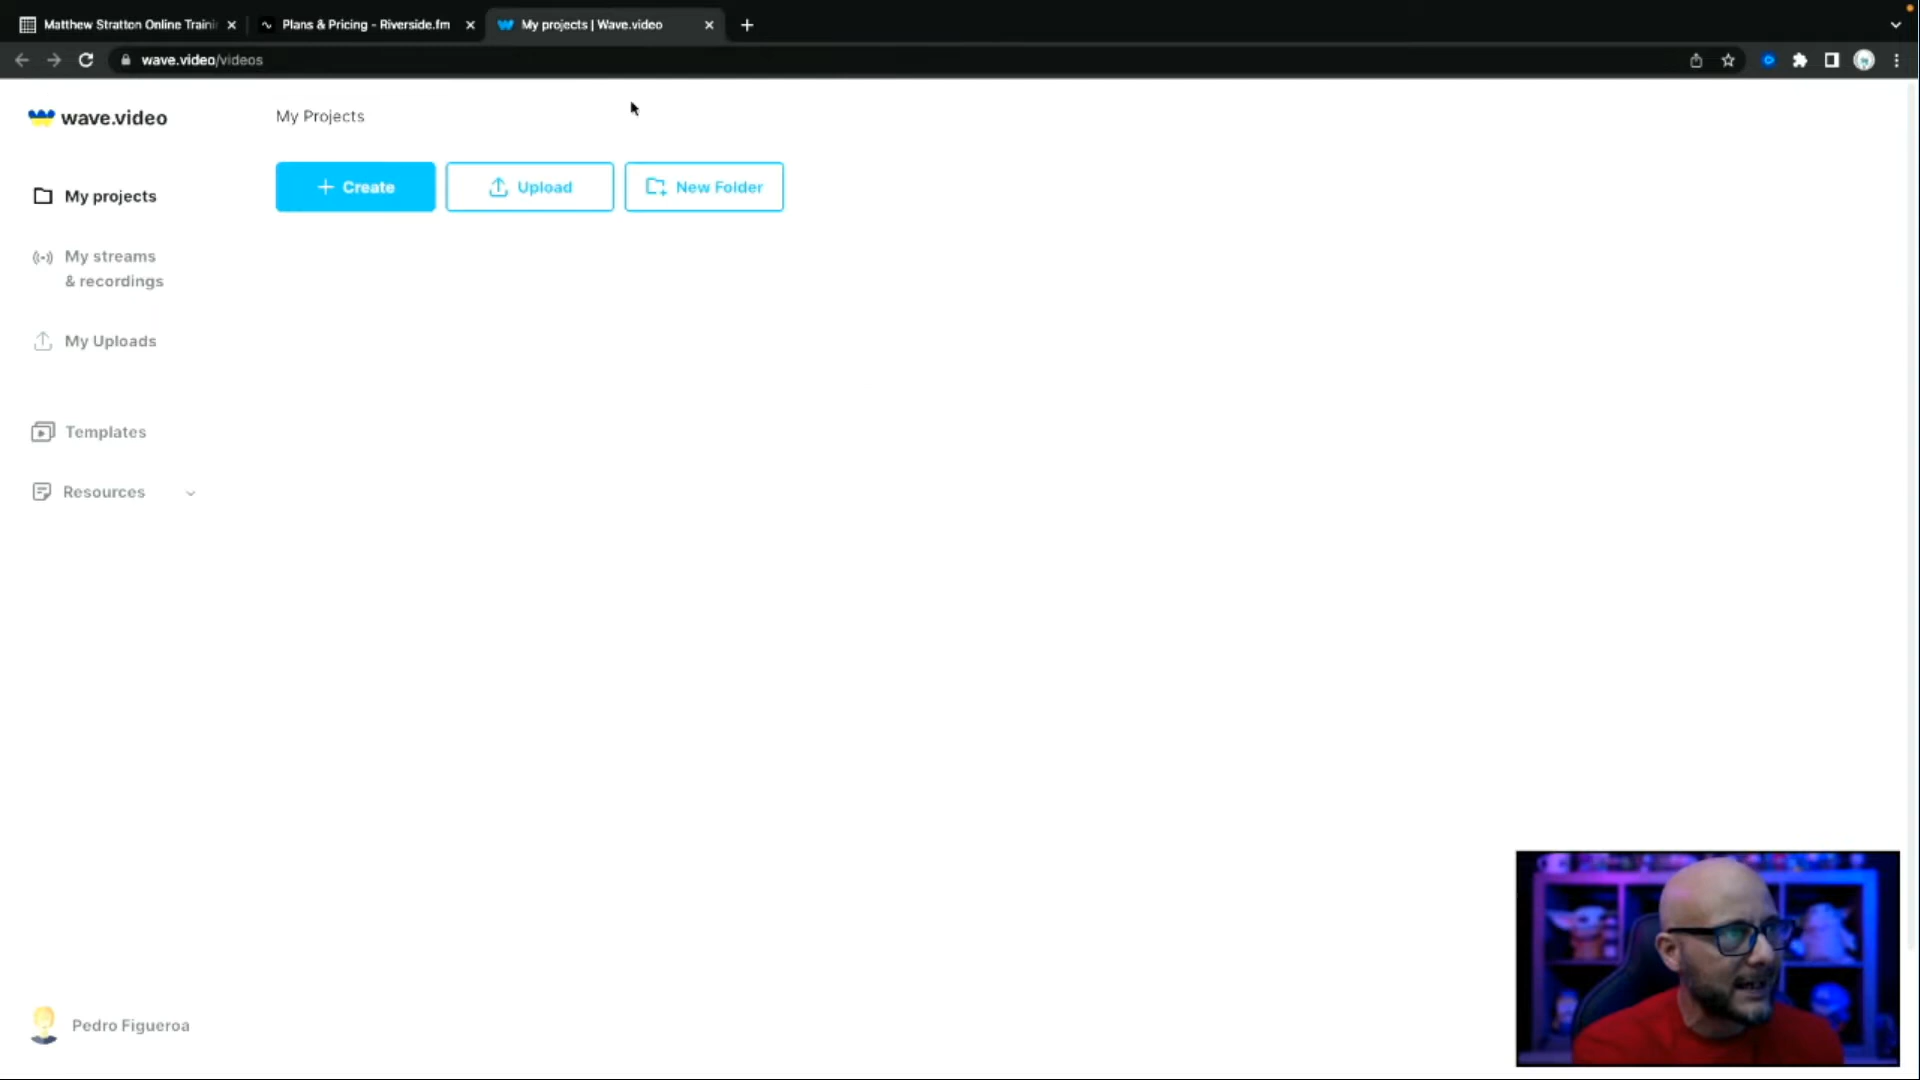 Matthew Stratton Online Traini
Plans & Pricing - Riverside.fm
My projects | Wave.video
wave.video/videos
wave.video
My Projects
My projects
Create
Upload
New Folder
My streams
& recordings
My Uploads
Templates
Resources
Pedro Figueroa